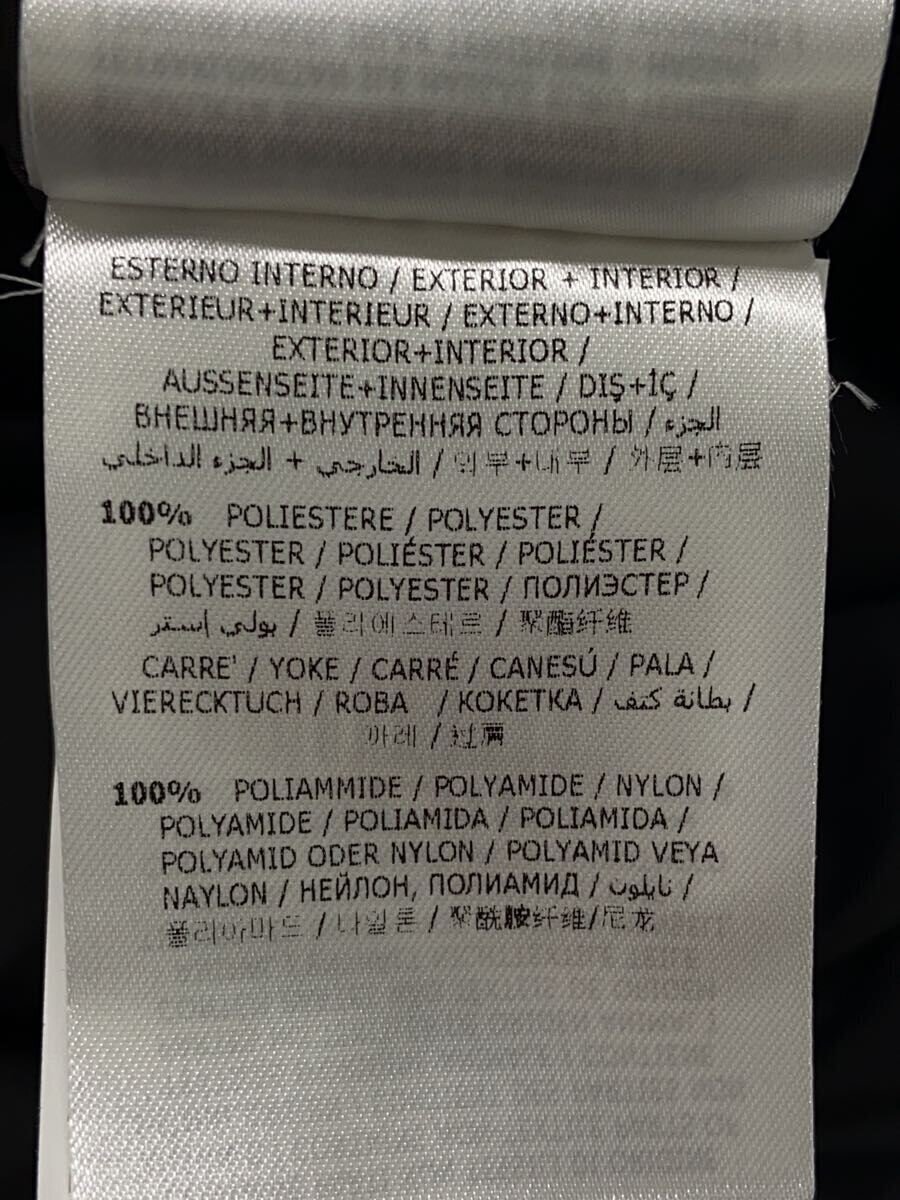 ESTERNO INTERNO / EXTERIOR + INTERIOR /
EXTERIEUR+INTERIEUR / EXTERNO+INTERNO /
EXTERIOR+INTERIOR /
AUSSENSEITE+INNENSEITE / DIŞ+İÇ /
ВНЕШНЯЯ+ВНУТРЕННЯЯ СТОРОНЫ / الجزء
الخارجي + الجزء الداخلي / 외부+내부 / 外层+内层
100% POLIESTERE / POLYESTER /
POLYESTER / POLIÉSTER / POLIÉSTER /
POLYESTER / POLYESTER / ПОЛИЭСТЕР /
بولي إستر / 폴리에스테르 / 聚酯纤维
CARRE' / YOKE / CARRÉ / CANESÚ / PALA /
VIERECKTUCH / ROBA / КОКЕТКА / بطانة كتف /
까레 / 过肩
100% POLIAMMIDE / POLYAMIDE / NYLON /
POLYAMIDE / POLIAMIDA / POLIAMIDA /
POLYAMID ODER NYLON / POLYAMID VEYA
NAYLON / НЕЙЛОН, ПОЛИАМИД / نايلون /
폴리아마드 / 나일론 / 聚酰胺纤维/尼龙